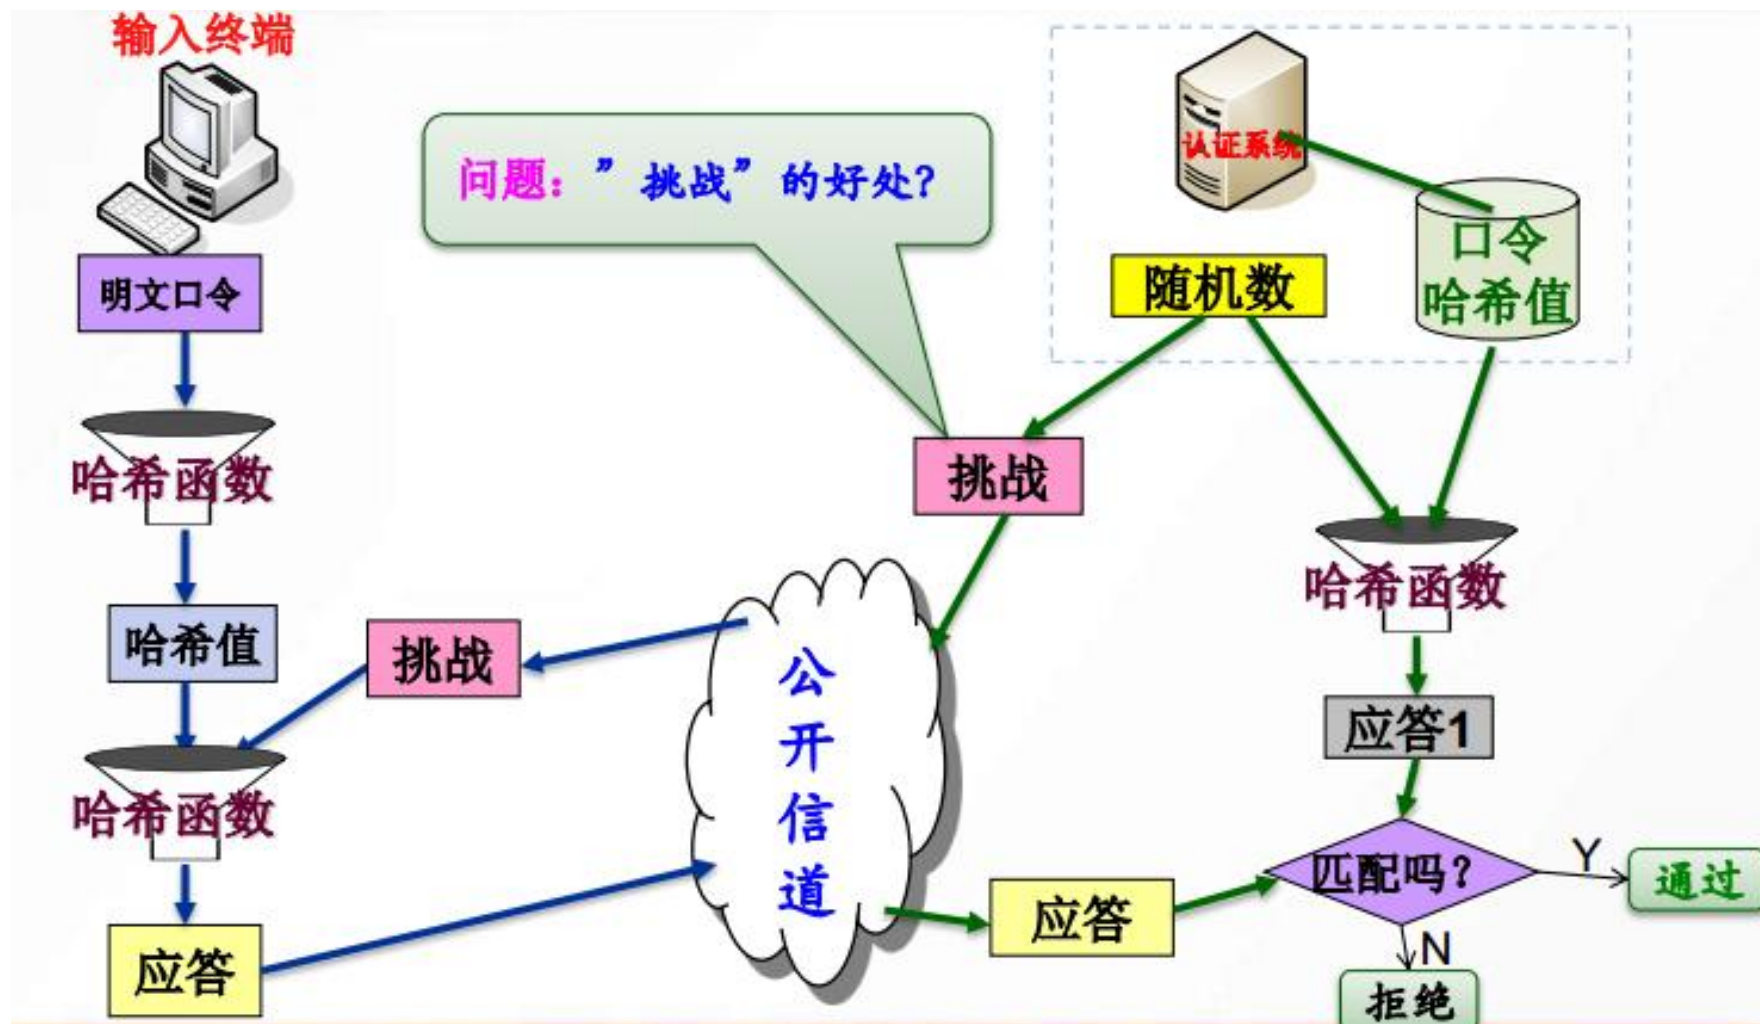 输入终端
认证系统
问题：”挑战”的好处？
口令
哈希值
明文口令
随机数
挑战
哈希函数
哈希函数
哈希值
挑战
公
开
信
道
应答1
哈希函数
匹配吗？
Y
通过
应答
应答
N
拒绝